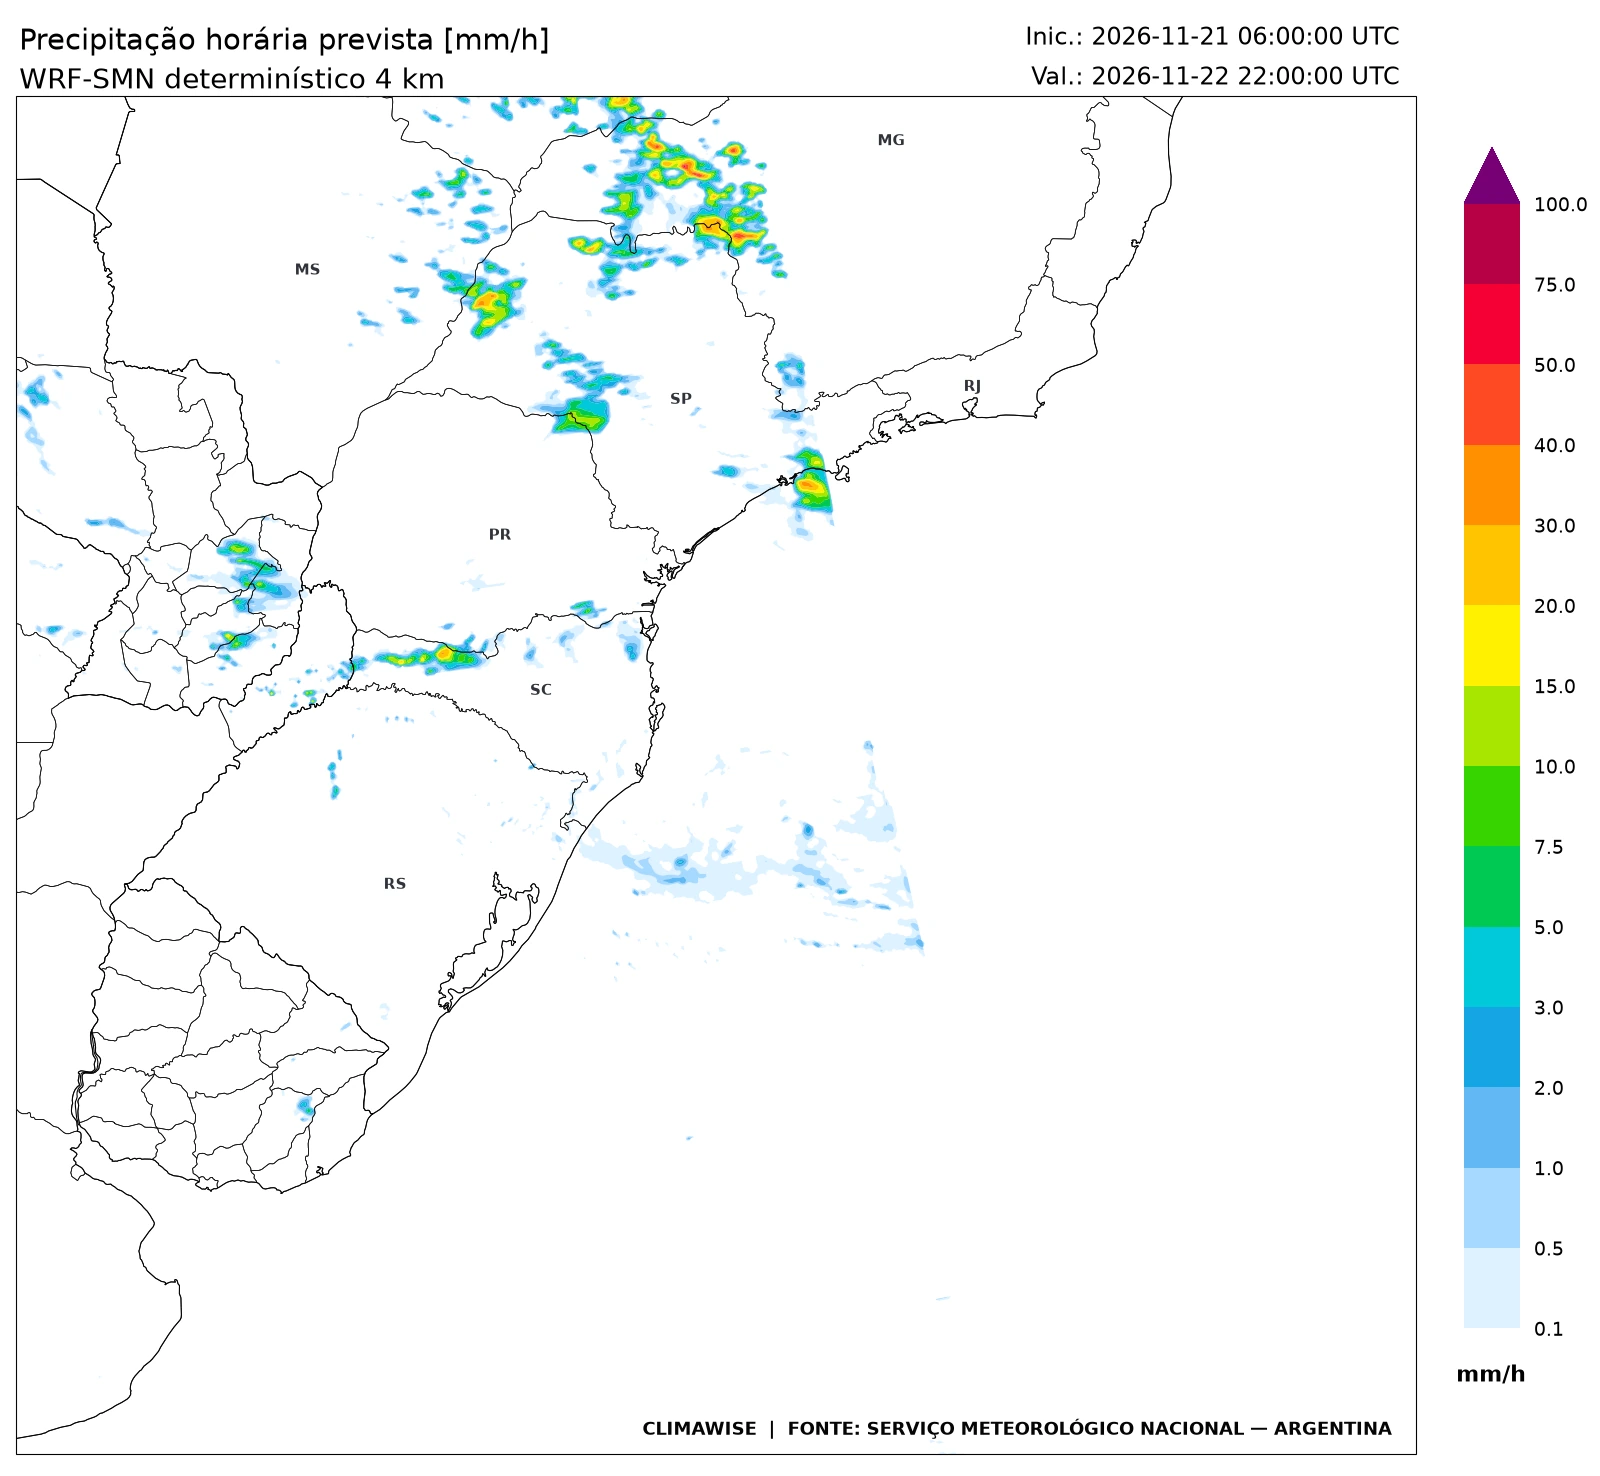 Precipitação horária prevista [mm/h]
WRF-SMN determinístico 4 km
Inic.: 2026-11-21 06:00:00 UTC
Val.: 2026-11-22 22:00:00 UTC
MG
MS
RJ
SP
PR
SC
RS
100.0
75.0
50.0
40.0
30.0
20.0
15.0
10.0
7.5
5.0
3.0
2.0
1.0
0.5
0.1
mm/h
CLIMAWISE | FONTE: SERVIÇO METEOROLÓGICO NACIONAL — ARGENTINA